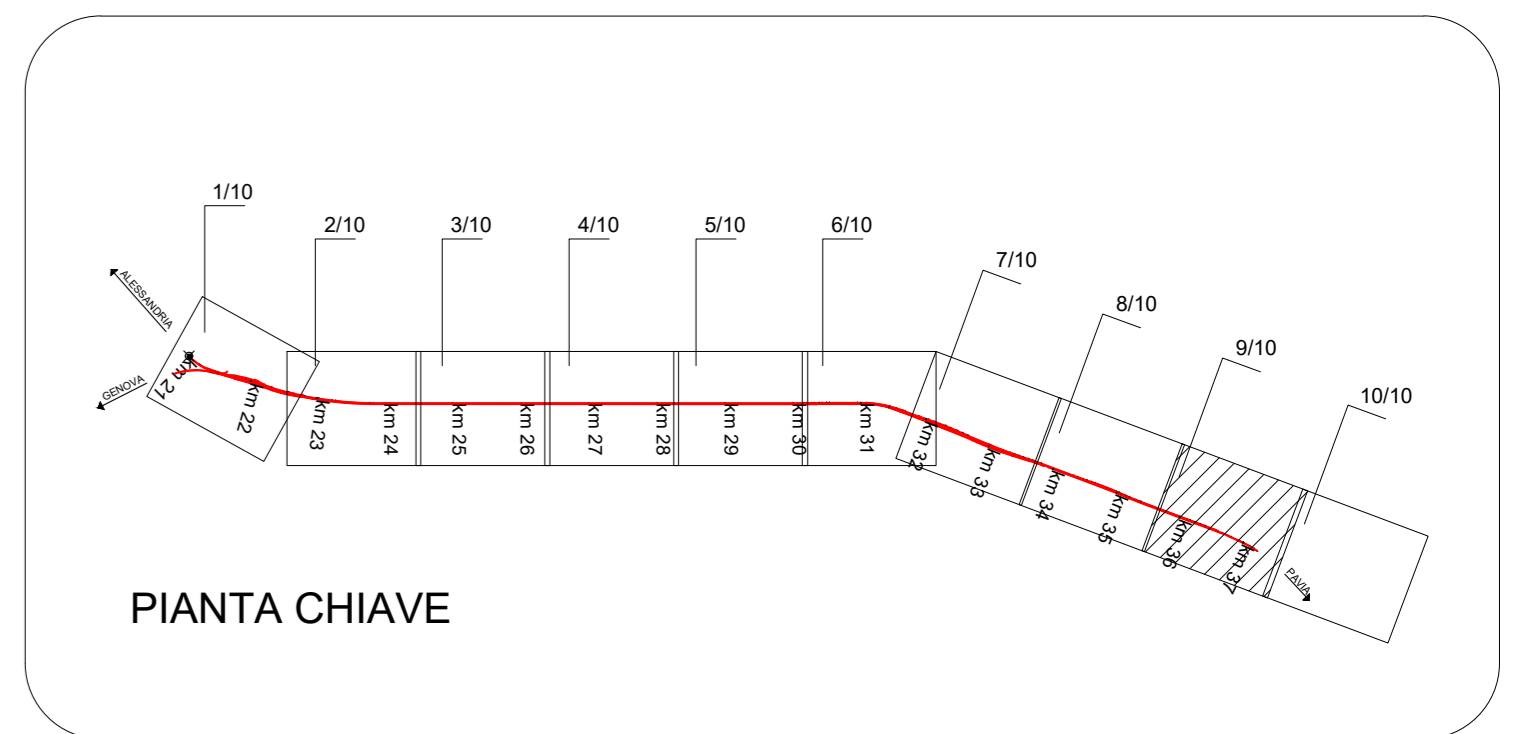 1/10
2/10
3/10
4/10
5/10
6/10
7/10
8/10
9/10
10/10
ALESSANDRIA
GENOVA
km 21
km 22
km 23
km 24
km 25
km 26
km 27
km 28
km 29
km 30
km 31
km 32
km 33
km 34
km 35
km 36
km 37
PAVIA
PIANTA CHIAVE